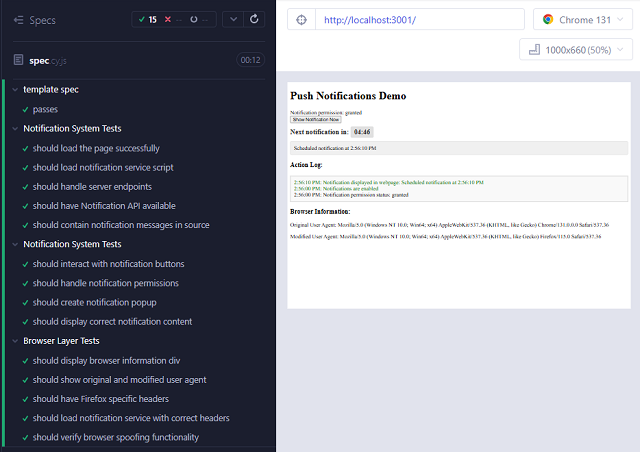 Specs
15
--
--
spec.cy.js
00:12
template spec
passes
Notification System Tests
should load the page successfully
should load notification service script
should handle server endpoints
should have Notification API available
should contain notification messages in source
Notification System Tests
should interact with notification buttons
should handle notification permissions
should create notification popup
should display correct notification content
Browser Layer Tests
should display browser information div
should show original and modified user agent
should have Firefox specific headers
should load notification service with correct headers
should verify browser spoofing functionality
http://localhost:3001/
Chrome 131
1000x660 (50%)
Push Notifications Demo
Notification permission: granted
Show Notification Now
Next notification in: 04:46
Scheduled notification at 2:56:10 PM
Action Log:
2:56:10 PM: Notification displayed in webpage: Scheduled notification at 2:56:10 PM
2:56:00 PM: Notifications are enabled
2:56:00 PM: Notification permission status: granted
Browser Information:
Original User Agent: Mozilla/5.0 (Windows NT 10.0; Win64; x64) AppleWebKit/537.36 (KHTML, like Gecko) Chrome/131.0.0.0 Safari/537.36
Modified User Agent: Mozilla/5.0 (Windows NT 10.0; Win64; x64) AppleWebKit/537.36 (KHTML, like Gecko) Firefox/115.0 Safari/537.36